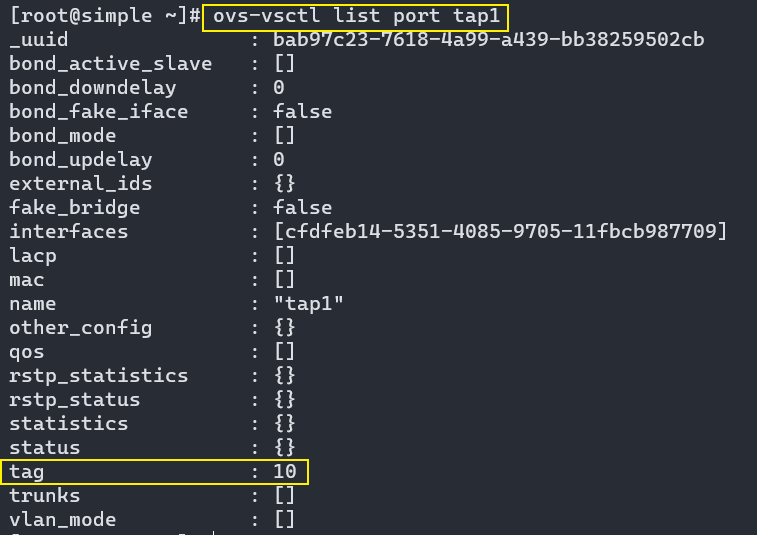 [root@simple ~]# ovs-vsctl list port tap1
_uuid               : bab97c23-7618-4a99-a439-bb38259502cb
bond_active_slave   : []
bond_downdelay      : 0
bond_fake_iface     : false
bond_mode           : []
bond_updelay        : 0
external_ids        : {}
fake_bridge         : false
interfaces          : [cfdfeb14-5351-4085-9705-11fbcb987709]
lacp                : []
mac                 : []
name                : "tap1"
other_config        : {}
qos                 : []
rstp_statistics     : {}
rstp_status         : {}
statistics          : {}
status              : {}
tag                 : 10
trunks              : []
vlan_mode           : []